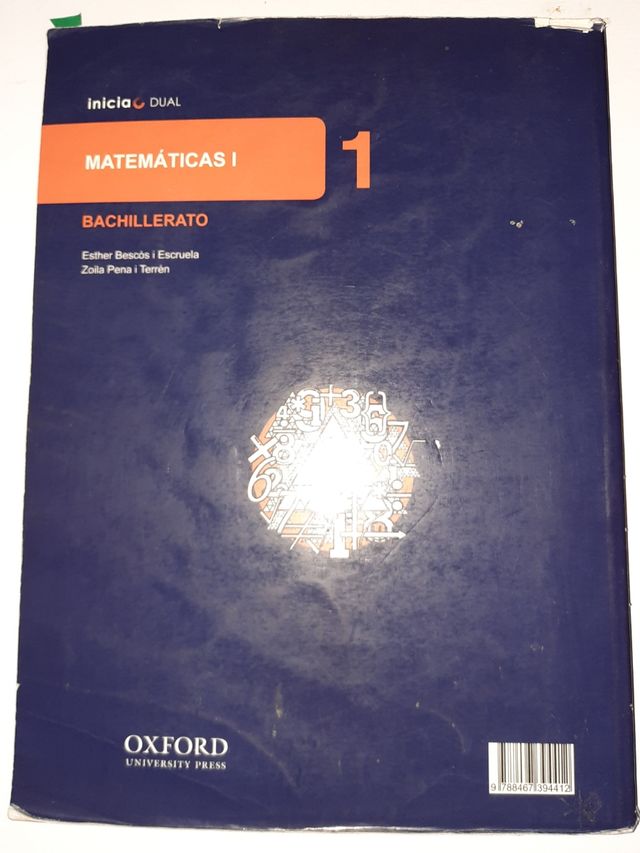 inicia DUAL
MATEMÁTICAS I
1
BACHILLERATO
Esther Bescós i Escruela
Zoila Pena i Terrén
OXFORD
UNIVERSITY PRESS
9 788467 394412